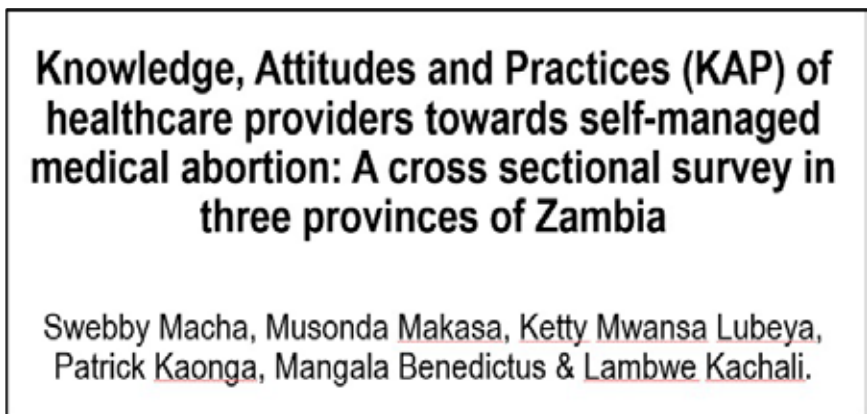 Knowledge, Attitudes and Practices (KAP) of
healthcare providers towards self-managed
medical abortion: A cross sectional survey in
three provinces of Zambia
Swebby Macha, Musonda Makasa, Ketty Mwansa Lubeya,
Patrick Kaonga, Mangala Benedictus & Lambwe Kachali.